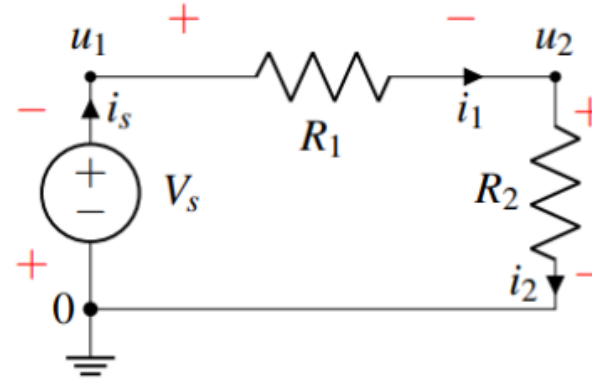 + −
u₁ u₂
− iₛ i₁ +
R₁
+
− Vₛ R₂
+ i₂ −
0